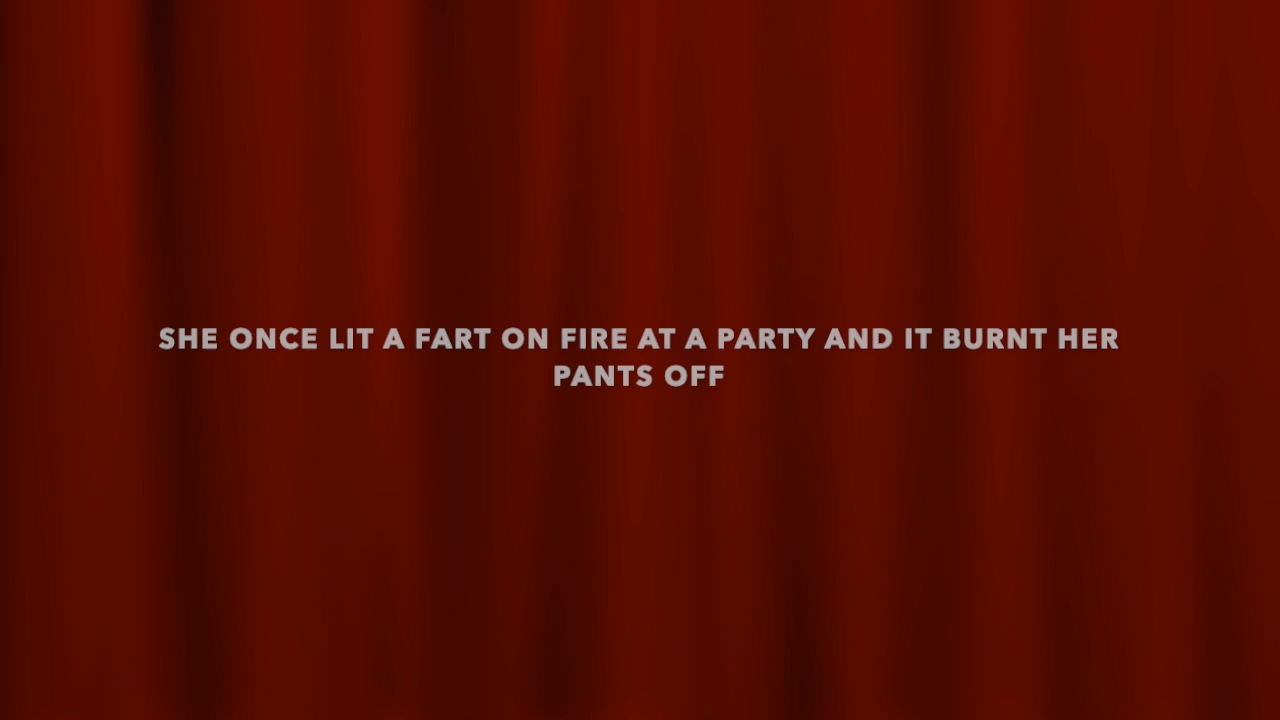 SHE ONCE LIT A FART ON FIRE AT A PARTY AND IT BURNT HER
PANTS OFF